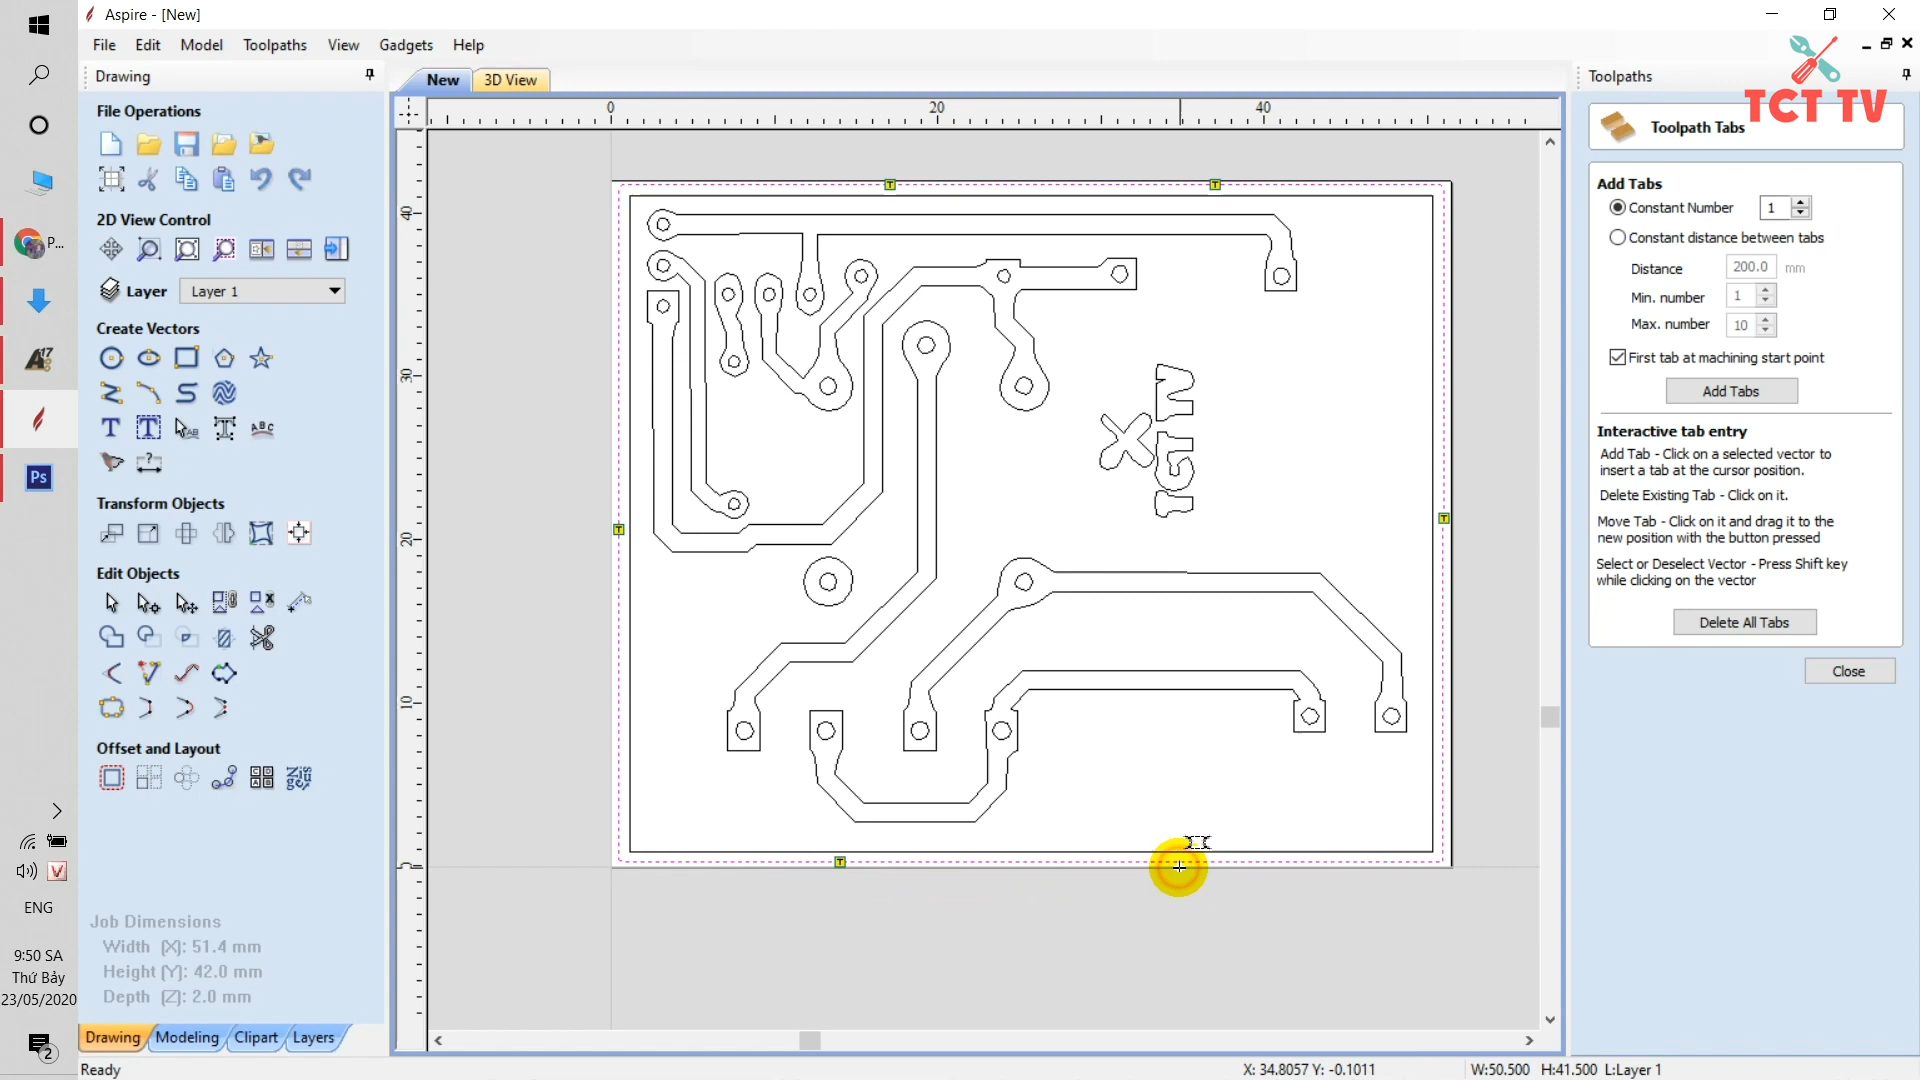 Aspire - [New]
File Edit Model Toolpaths View Gadgets Help
Drawing
File Operations
2D View Control
Layer Layer 1
Create Vectors
Transform Objects
Edit Objects
Offset and Layout
Job Dimensions
Width (X): 51.4 mm
Height (Y): 42.0 mm
Depth (Z): 2.0 mm
Drawing Modeling Clipart Layers
Ready
New 3D View
0 20 40
40
30
20
10
0
T T
T T
T
X: 34.8057 Y: -0.1011
W:50.500 H:41.500 L:Layer 1
Toolpaths
TCT TV
Toolpath Tabs
Add Tabs
Constant Number 1
Constant distance between tabs
Distance 200.0 mm
Min. number 1
Max. number 10
First tab at machining start point
Add Tabs
Interactive tab entry
Add Tab - Click on a selected vector to
insert a tab at the cursor position.
Delete Existing Tab - Click on it.
Move Tab - Click on it and drag it to the
new position with the button pressed
Select or Deselect Vector - Press Shift key
while clicking on the vector
Delete All Tabs
Close
P...
Ps
ENG
9:50 SA
Thứ Bảy
23/05/2020
2